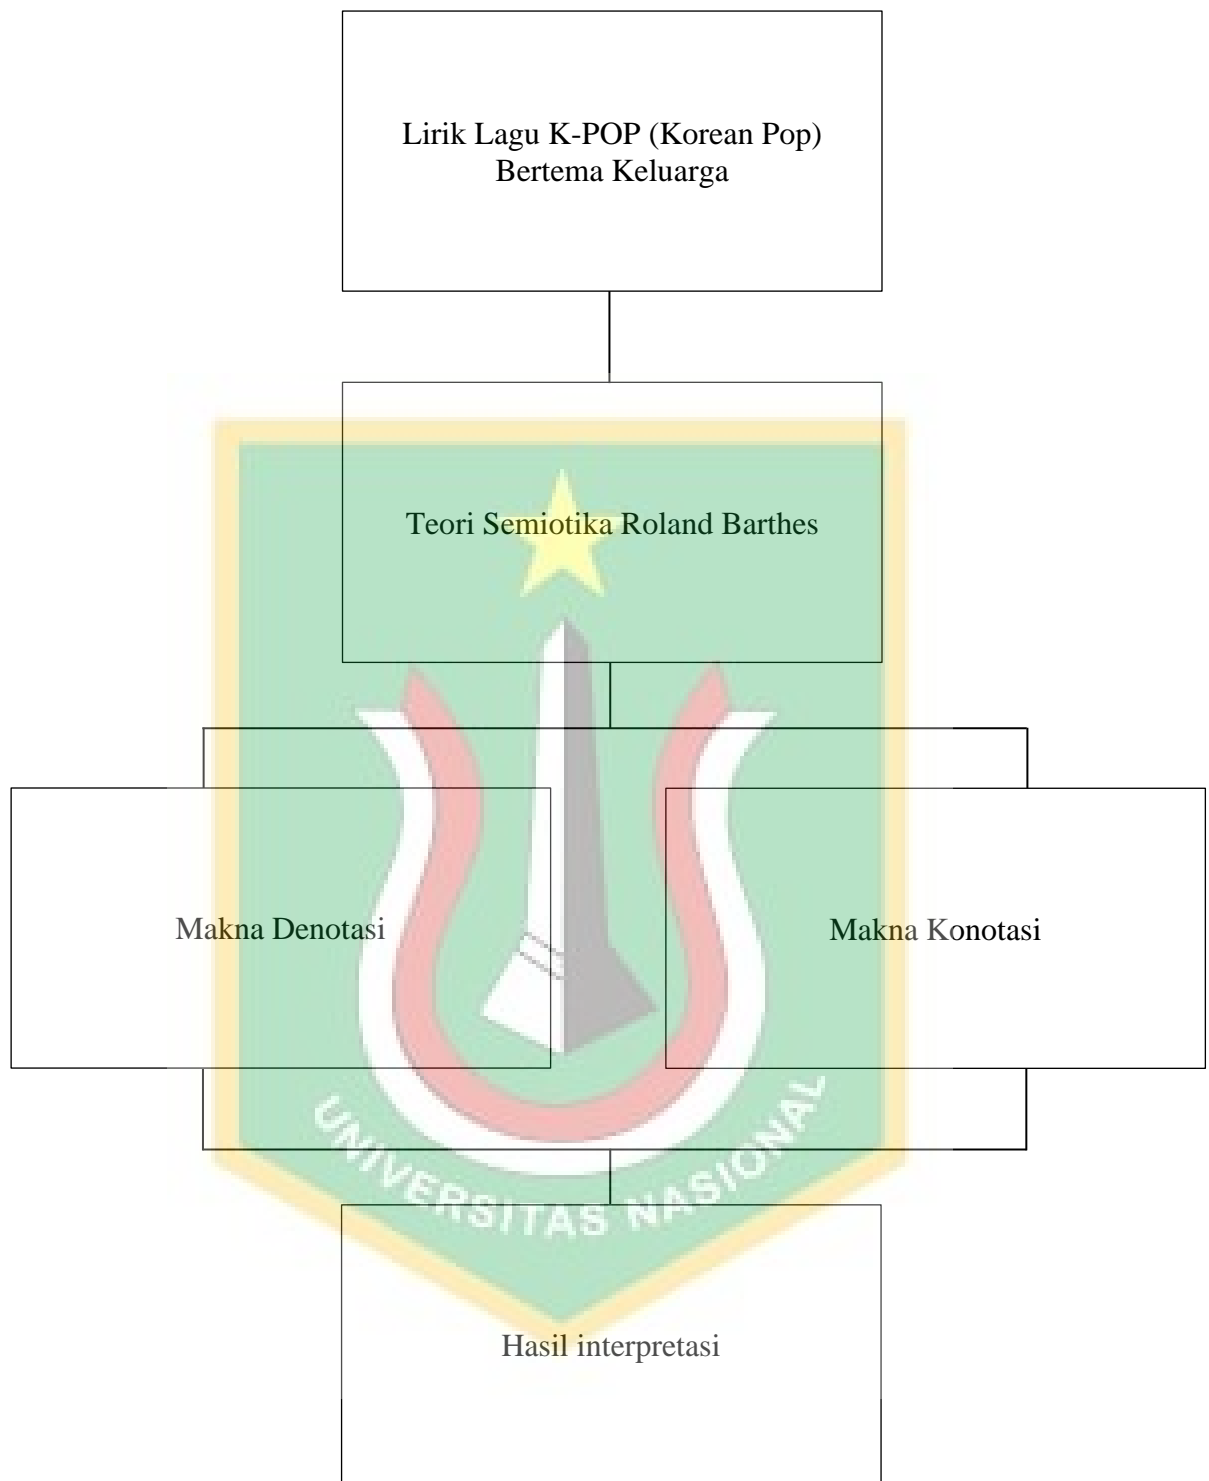 Lirik Lagu K-POP (Korean Pop)
Bertema Keluarga
Teori Semiotika Roland Barthes
Makna Denotasi
Makna Konotasi
UNIVERSITAS NASIONAL
Hasil interpretasi